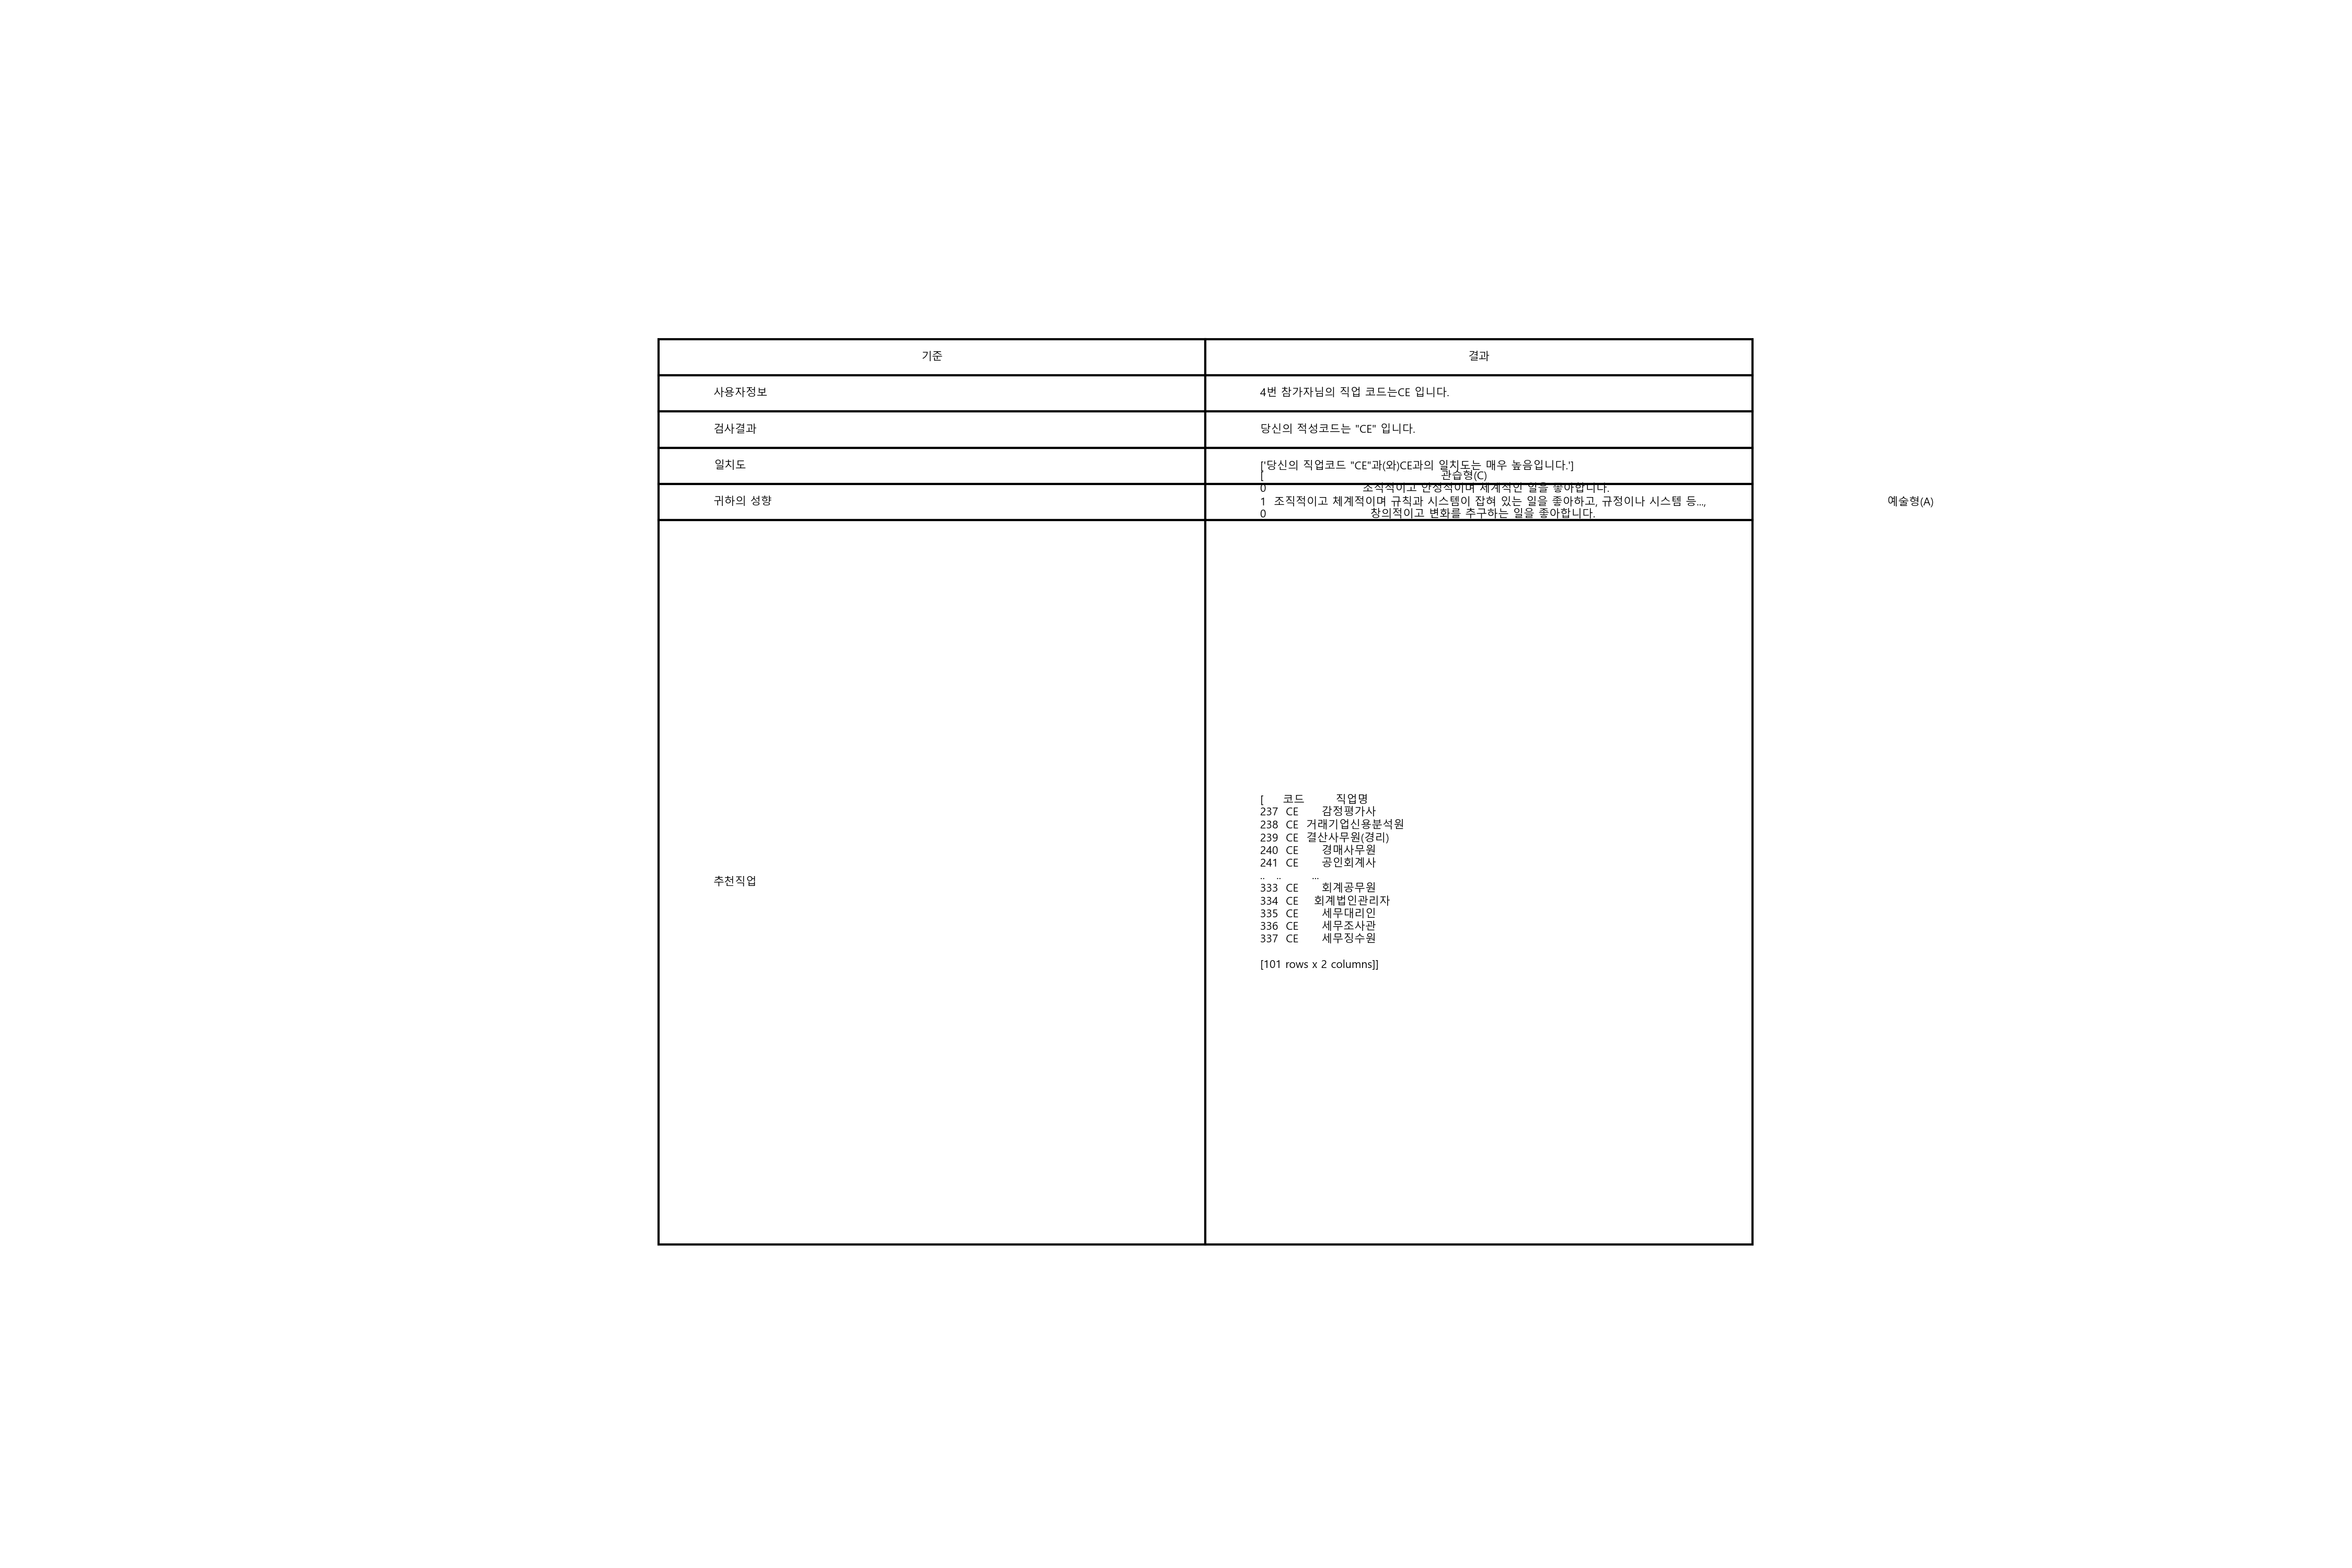 기준 결과
사용자정보 4번 참가자님의 직업 코드는CE 입니다.
검사결과 당신의 적성코드는 "CE" 입니다.
일치도 ['당신의 직업코드 "CE"과(와)CE과의 일치도는 매우 높음입니다.']
[ 관습형(C)
0 조직적이고 안정적이며 체계적인 일을 좋아합니다.
귀하의 성향 1 조직적이고 체계적이며 규칙과 시스템이 잡혀 있는 일을 좋아하고, 규정이나 시스템 등..., 예술형(A)
0 창의적이고 변화를 추구하는 일을 좋아합니다.
추천직업
[ 코드 직업명
237 CE 감정평가사
238 CE 거래기업신용분석원
239 CE 결산사무원(경리)
240 CE 경매사무원
241 CE 공인회계사
.. .. ...
333 CE 회계공무원
334 CE 회계법인관리자
335 CE 세무대리인
336 CE 세무조사관
337 CE 세무징수원
[101 rows x 2 columns]]